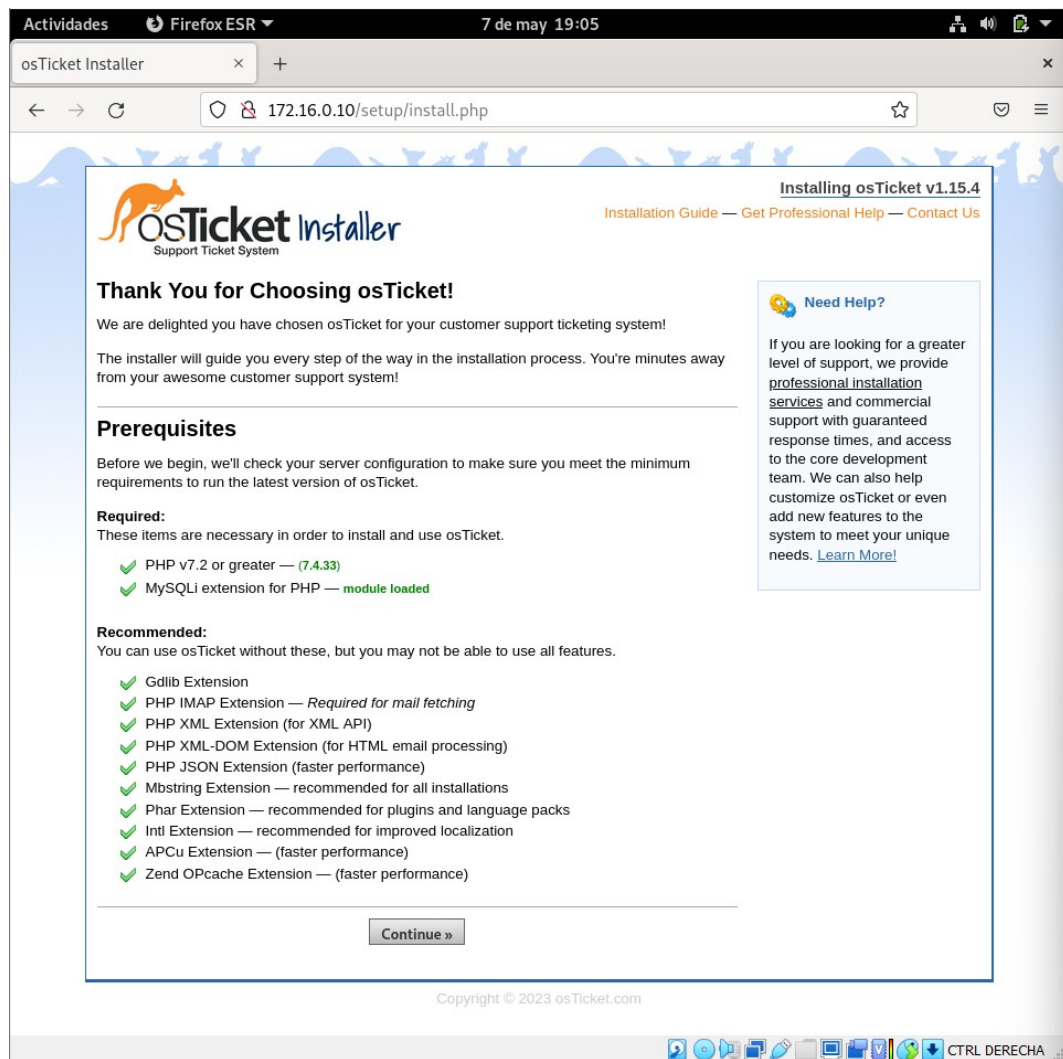 Actividades Firefox ESR 7 de may 19:05
osTicket Installer
172.16.0.10/setup/install.php
osTicket Installer
Support Ticket System
Installing osTicket v1.15.4
Installation Guide — Get Professional Help — Contact Us
Thank You for Choosing osTicket!
We are delighted you have chosen osTicket for your customer support ticketing system!
The installer will guide you every step of the way in the installation process. You're minutes away
from your awesome customer support system!
Prerequisites
Before we begin, we'll check your server configuration to make sure you meet the minimum
requirements to run the latest version of osTicket.
Required:
These items are necessary in order to install and use osTicket.
PHP v7.2 or greater — (7.4.33)
MySQLi extension for PHP — module loaded
Recommended:
You can use osTicket without these, but you may not be able to use all features.
Gdlib Extension
PHP IMAP Extension — Required for mail fetching
PHP XML Extension (for XML API)
PHP XML-DOM Extension (for HTML email processing)
PHP JSON Extension (faster performance)
Mbstring Extension — recommended for all installations
Phar Extension — recommended for plugins and language packs
Intl Extension — recommended for improved localization
APCu Extension — (faster performance)
Zend OPcache Extension — (faster performance)
Continue »
Need Help?
If you are looking for a greater
level of support, we provide
professional installation
services and commercial
support with guaranteed
response times, and access
to the core development
team. We can also help
customize osTicket or even
add new features to the
system to meet your unique
needs. Learn More!
Copyright © 2023 osTicket.com
CTRL DERECHA